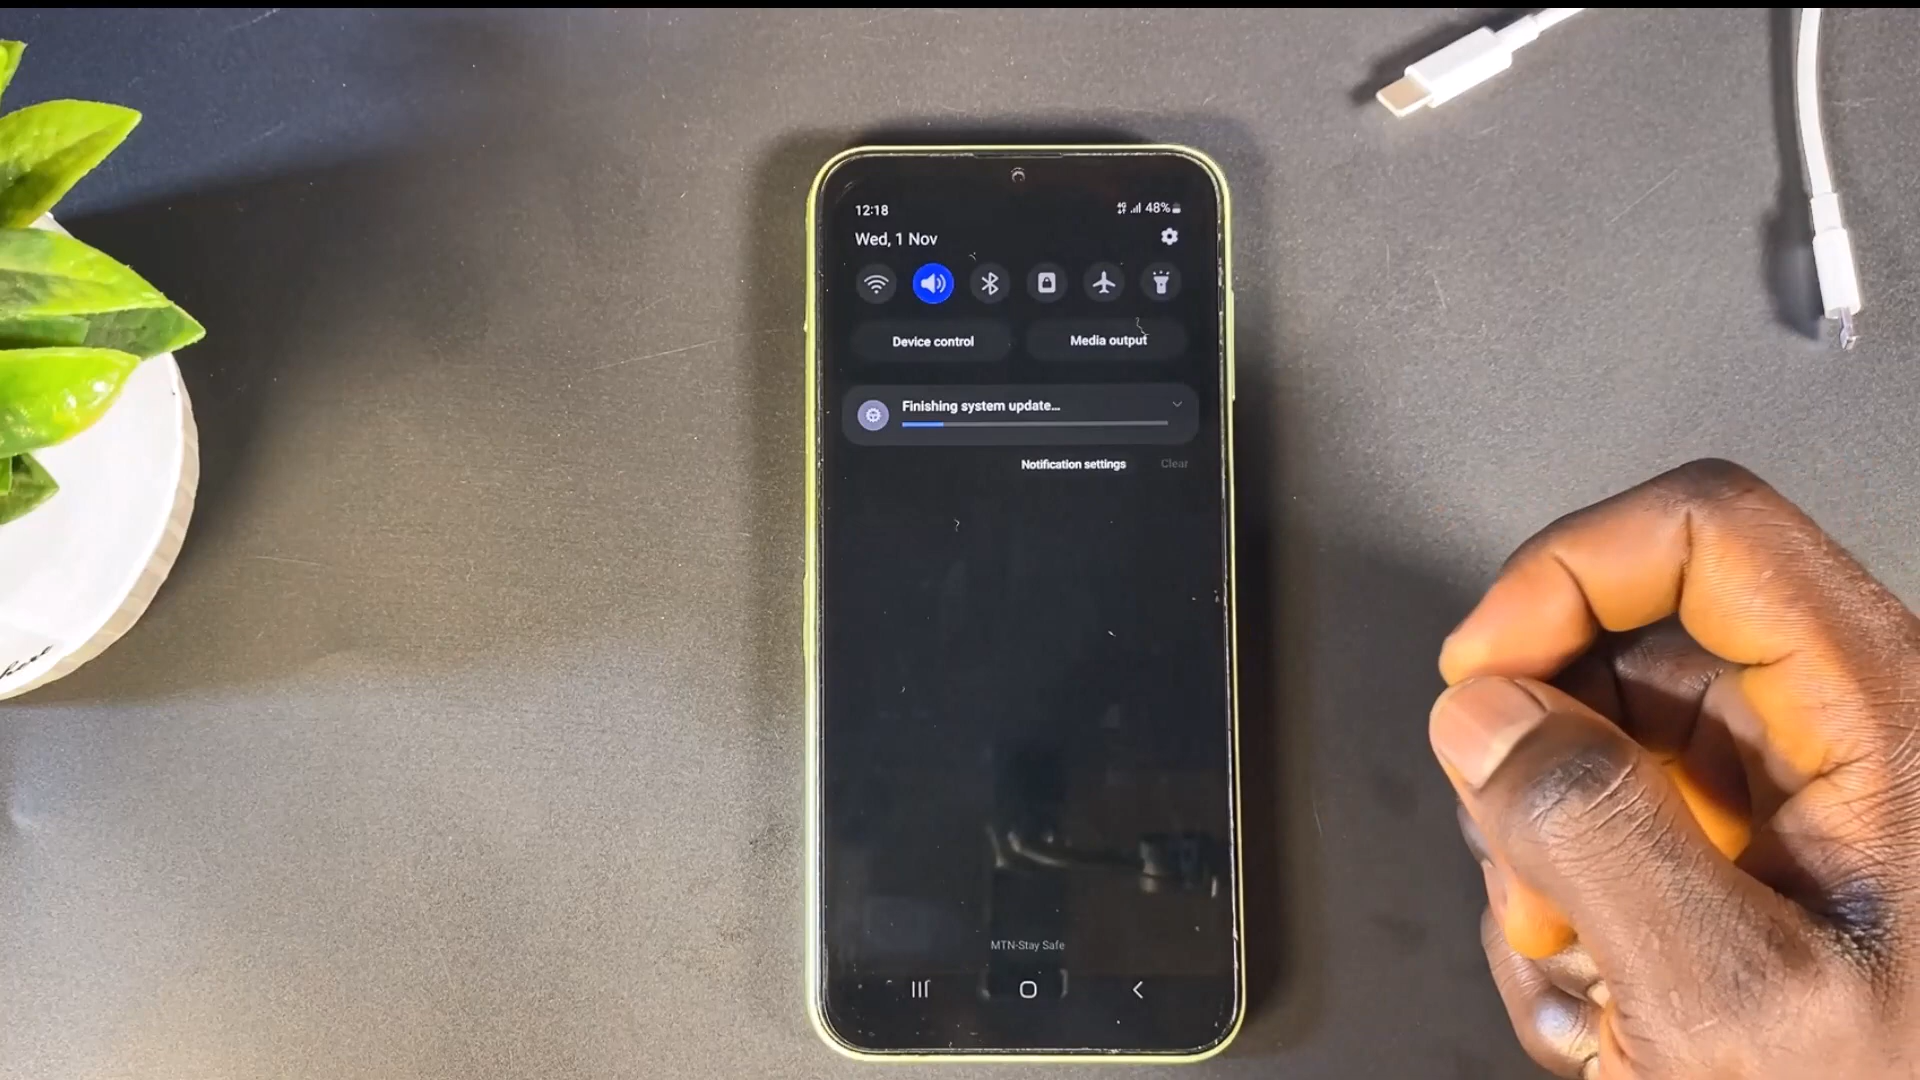 12:18
4G 48%
Wed, 1 Nov
Device control
Media output
Finishing system update...
Notification settings
Clear
MTN-Stay Safe